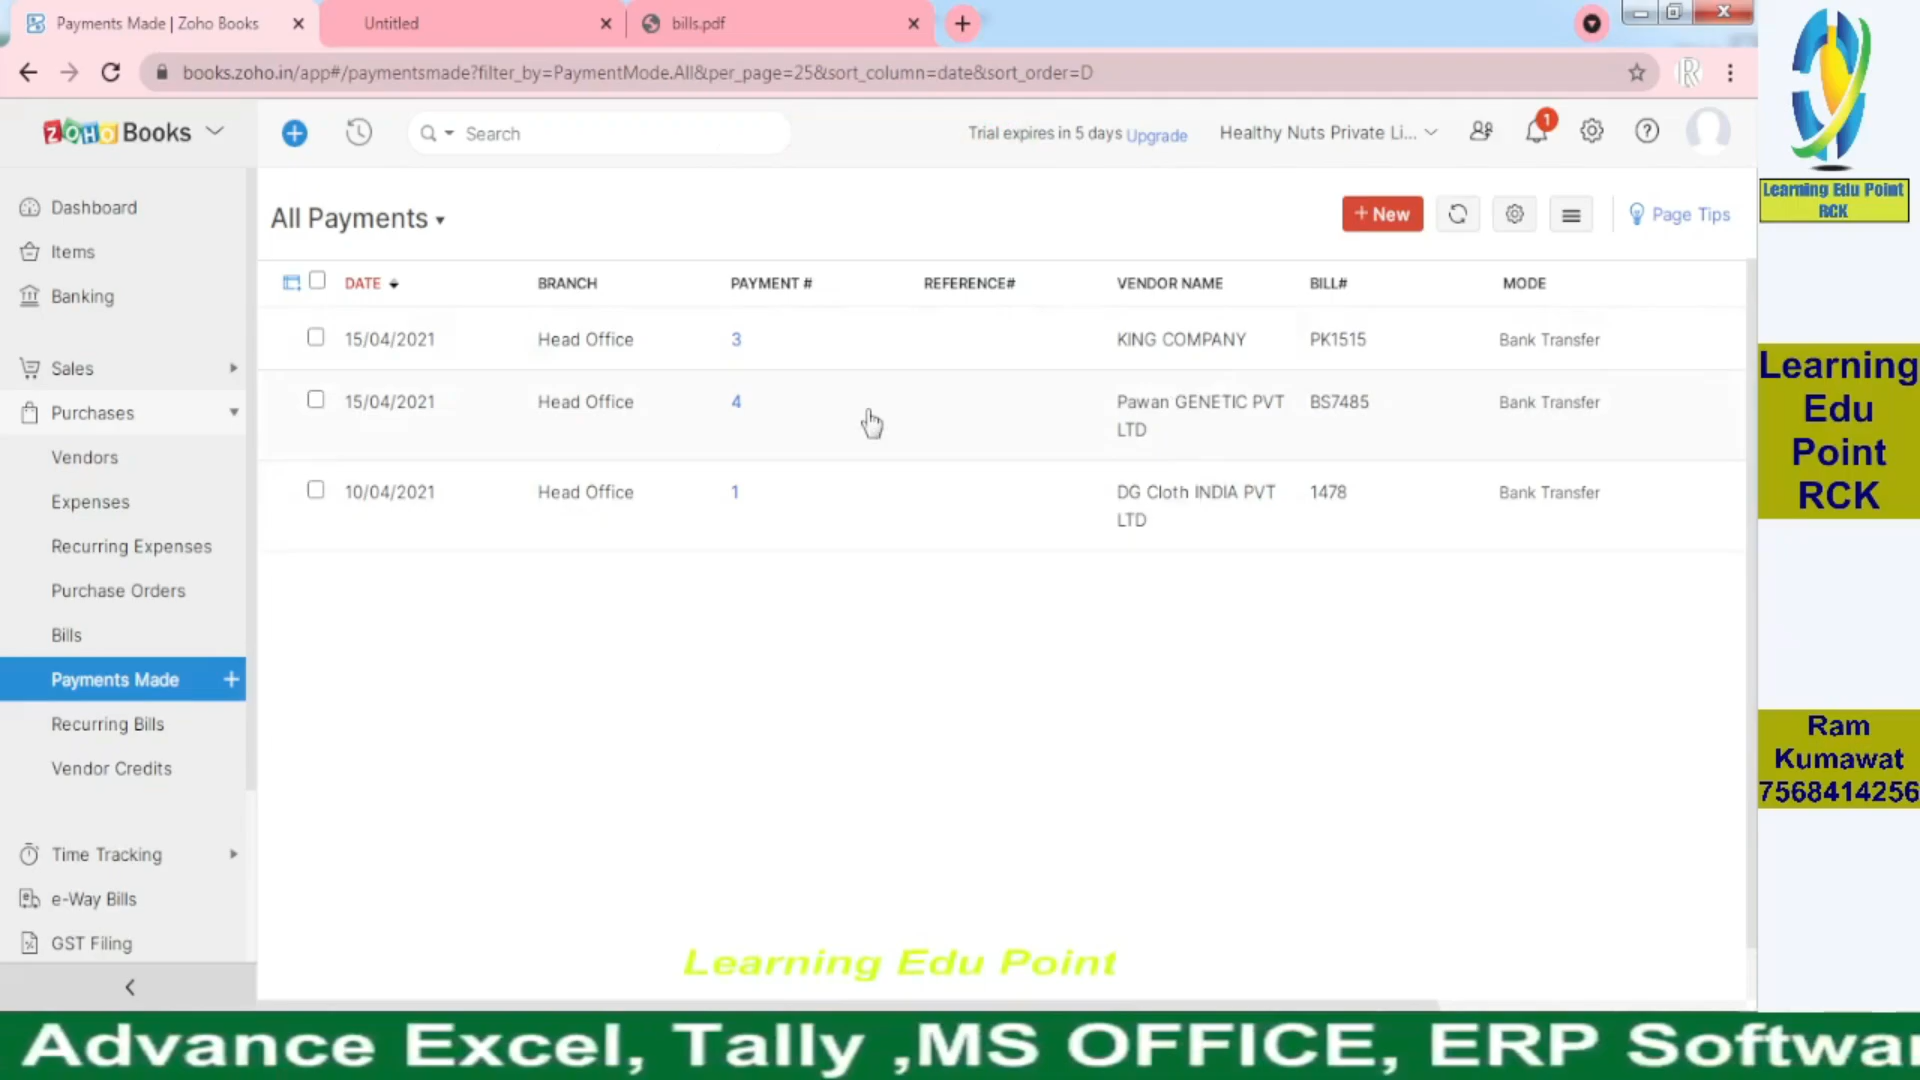 Payments Made | Zoho Books
Untitled
bills.pdf
books.zoho.in/app#/paymentsmade?filter_by=PaymentMode.All&per_page=25&sort_column=date&sort_order=D
ZOHO Books
Search
Trial expires in 5 days Upgrade
Healthy Nuts Private Li...
1
Learning Edu Point
RCK
Dashboard
Items
Banking
Sales
Purchases
Vendors
Expenses
Recurring Expenses
Purchase Orders
Bills
Payments Made +
Recurring Bills
Vendor Credits
Time Tracking
e-Way Bills
GST Filing
All Payments
+ New
Page Tips
DATE BRANCH PAYMENT # REFERENCE# VENDOR NAME BILL# MODE
15/04/2021 Head Office 3 KING COMPANY PK1515 Bank Transfer
15/04/2021 Head Office 4 Pawan GENETIC PVT BS7485 Bank Transfer
LTD
10/04/2021 Head Office 1 DG Cloth INDIA PVT 1478 Bank Transfer
LTD
Learning
Edu
Point
RCK
Ram
Kumawat
7568414256
Learning Edu Point
Advance Excel, Tally ,MS OFFICE, ERP Softwar